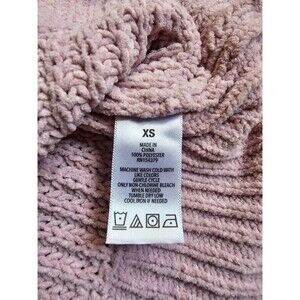 XS
MADE IN
CHINA
100% POLYESTER
RN154379
MACHINE WASH COLD WITH
LIKE COLORS
GENTLE CYCLE
ONLY NON-CHLORINE BLEACH
WHEN NEEDED
TUMBLE DRY LOW
COOL IRON IF NEEDED